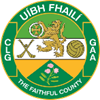 UÍBH FHAILÍ
CLG
GAA
THE FAITHFUL COUNTY